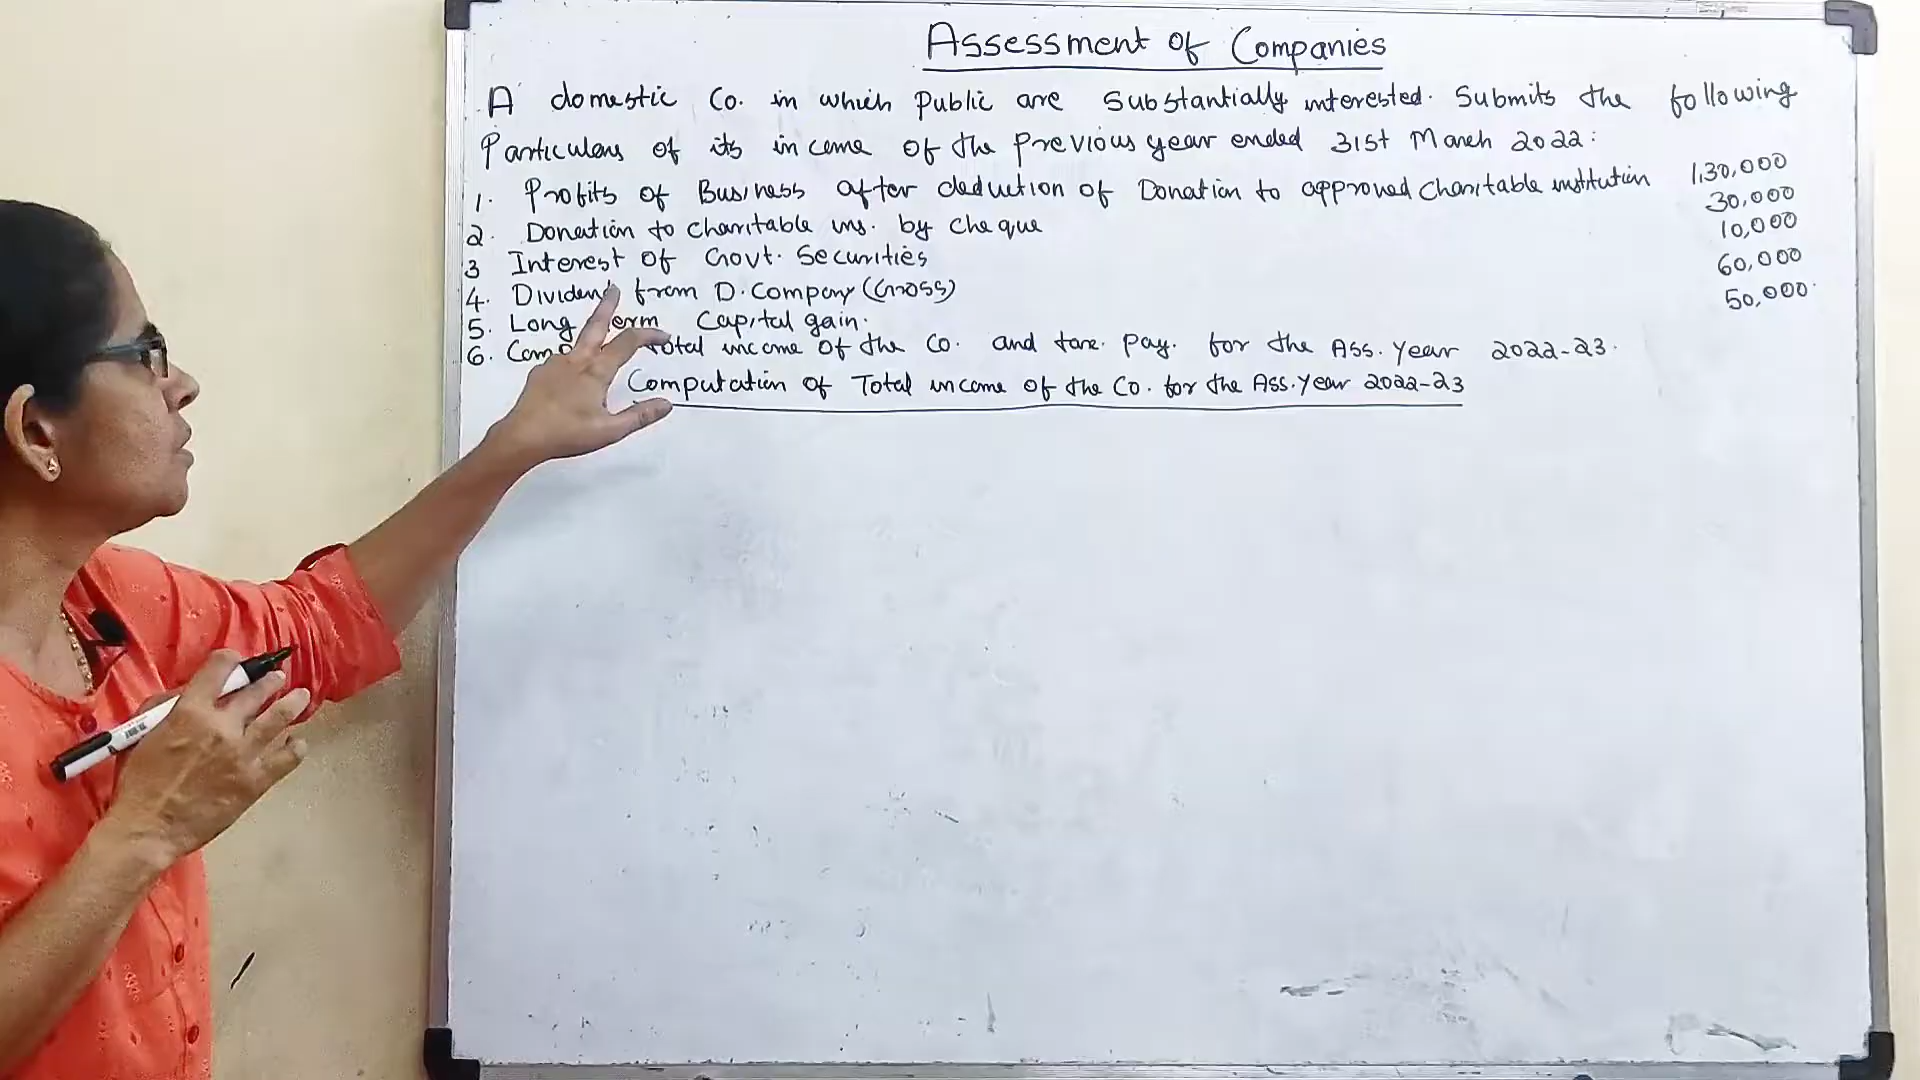 Assessment of Companies
A domestic Co. in which Public are Substantially interested. Submits the following
Particulars of its income of the Previous year ended 31st March 2022:
1. Profits of Business after deduction of Donation to approved charitable institution 1,30,000
2. Donation to charitable ins. by cheque 30,000
3 Interest of Govt. Securities 10,000
4. Dividend from D. Company (Gross) 60,000
5. Long erm Capital gain. 50,000.
6. Total income of the Co. and tax. Pay. for the Ass. Year 2022-23.
Computation of Total income of the Co. for the Ass. Year 2022-23